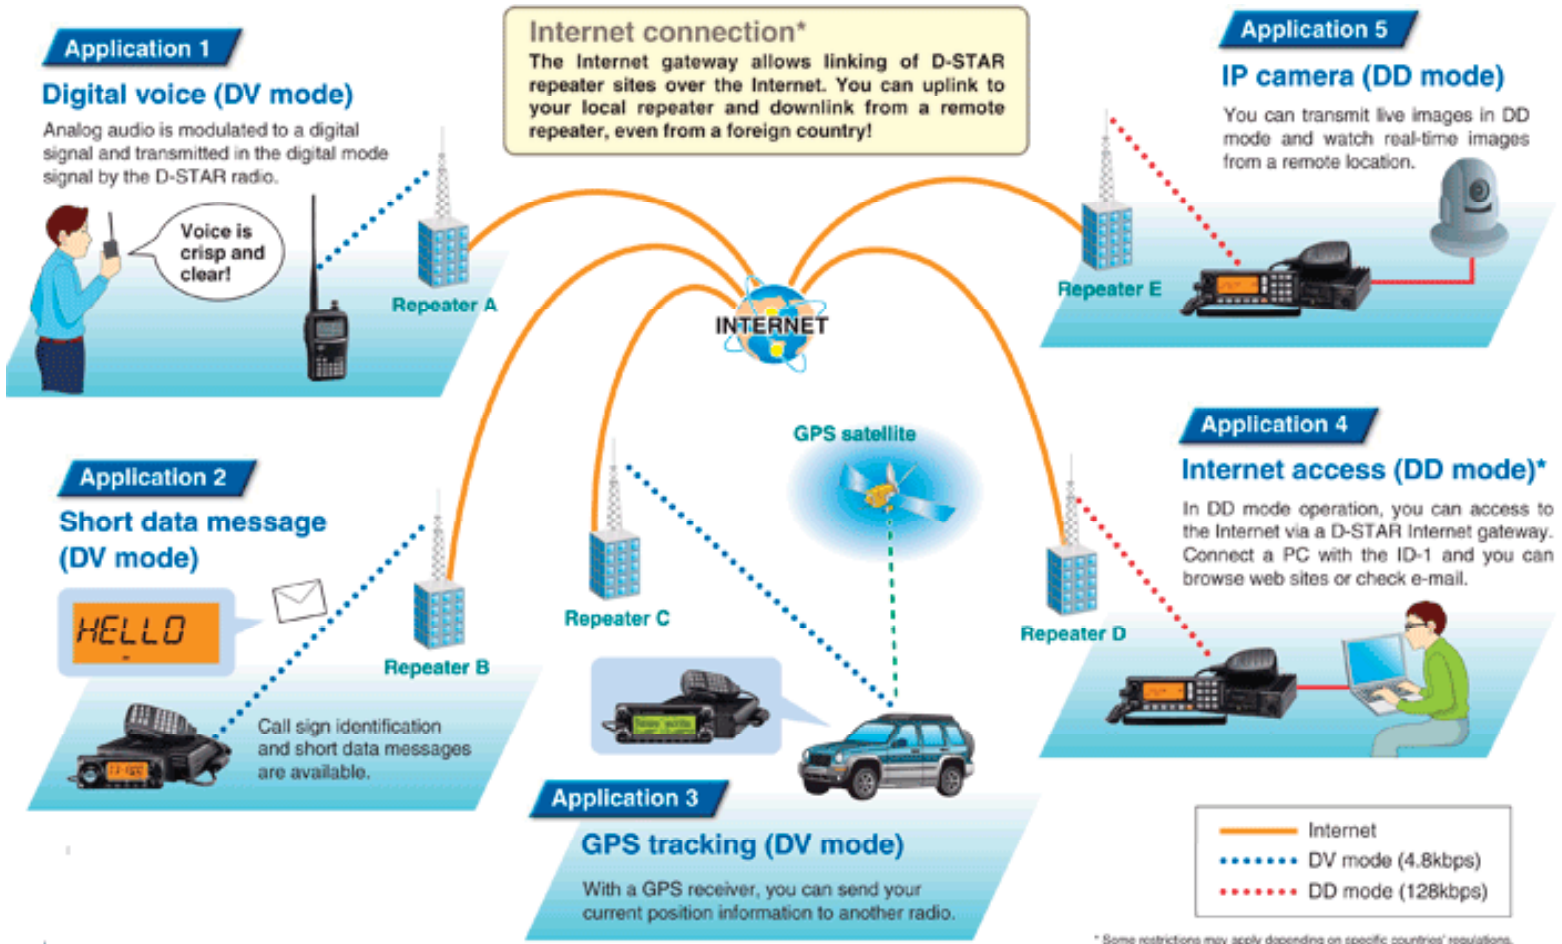 Application 1
Digital voice (DV mode)
Analog audio is modulated to a digital
signal and transmitted in the digital mode
signal by the D-STAR radio.
Voice is
crisp and
clear!
Repeater A
Internet connection*
The Internet gateway allows linking of D-STAR
repeater sites over the Internet. You can uplink to
your local repeater and downlink from a remote
repeater, even from a foreign country!
Application 5
IP camera (DD mode)
You can transmit live images in DD
mode and watch real-time images
from a remote location.
Repeater E
INTERNET
Application 2
Short data message
(DV mode)
HELLO
Repeater B
Call sign identification
and short data messages
are available.
Repeater C
GPS satellite
Application 3
GPS tracking (DV mode)
With a GPS receiver, you can send your
current position information to another radio.
Application 4
Internet access (DD mode)*
In DD mode operation, you can access to
the Internet via a D-STAR Internet gateway.
Connect a PC with the ID-1 and you can
browse web sites or check e-mail.
Repeater D
Internet
DV mode (4.8kbps)
DD mode (128kbps)
* Some restrictions may apply depending on specific countries' regulations.